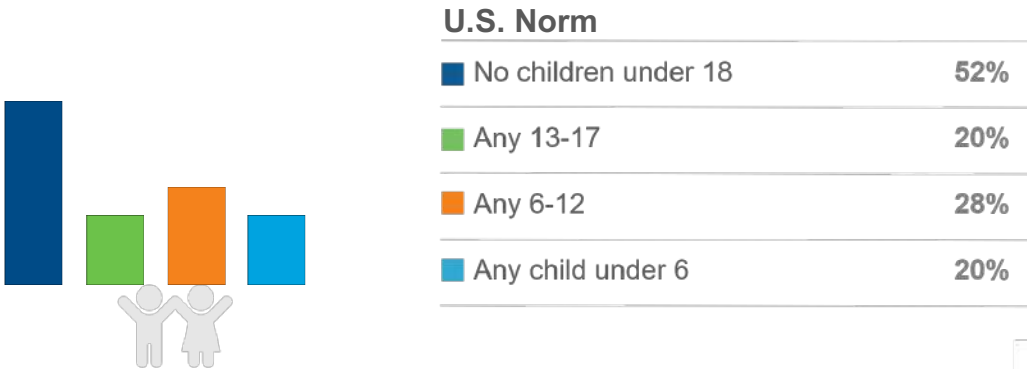 U.S. Norm
No children under 18 52%
Any 13-17 20%
Any 6-12 28%
Any child under 6 20%